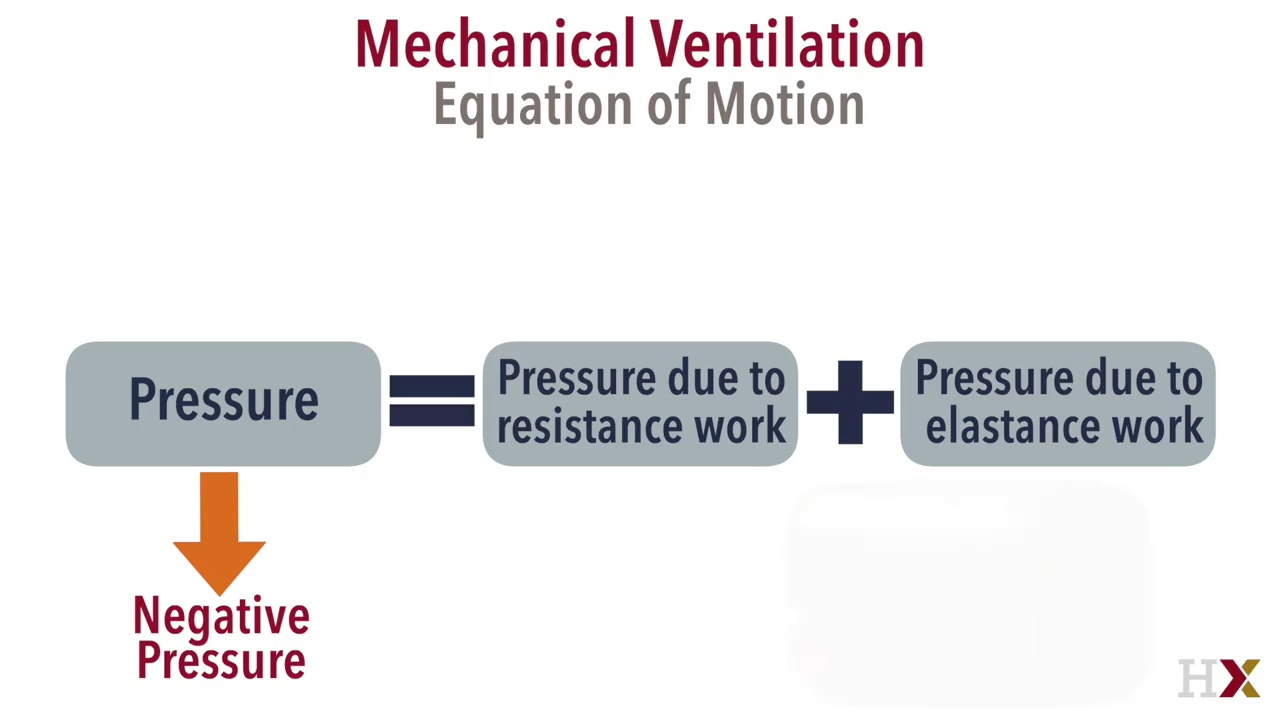 Mechanical Ventilation
Equation of Motion
Pressure
=
Pressure due to
resistance work
+
Pressure due to
elastance work
Negative
Pressure
HX